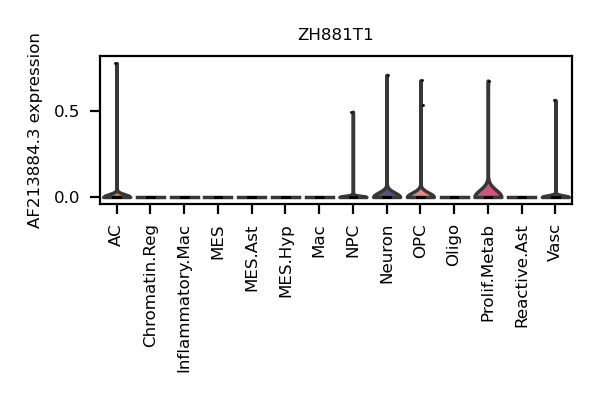 ZH881T1
AF213884.3 expression
0.5
0.0
AC
Chromatin.Reg
Inflammatory.Mac
MES
MES.Ast
MES.Hyp
Mac
NPC
Neuron
OPC
Oligo
Prolif.Metab
Reactive.Ast
Vasc